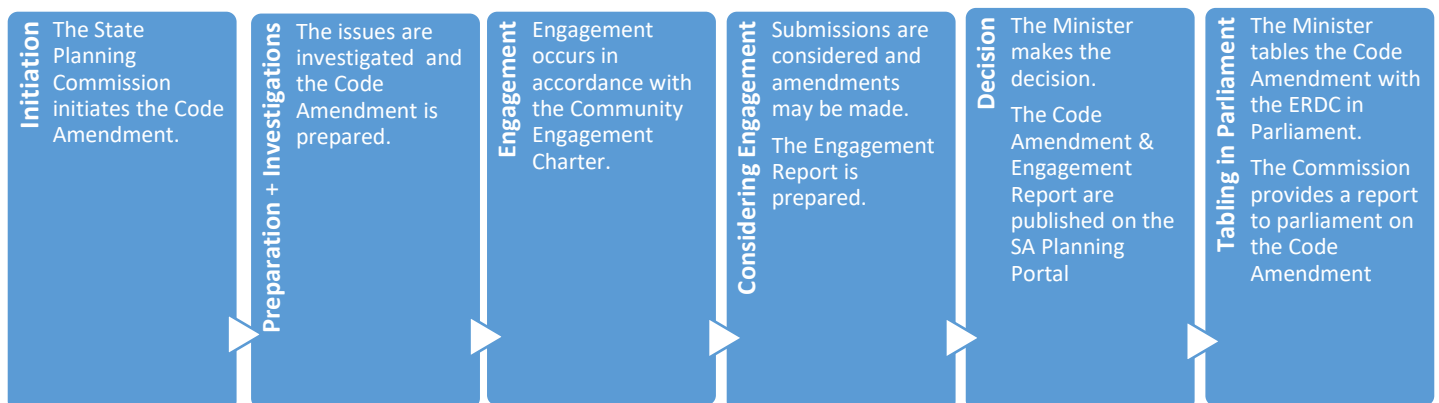 Initiation
The State
Planning
Commission
initiates the Code
Amendment.
Preparation + Investigations
The issues are
investigated and
the Code
Amendment is
prepared.
Engagement
Engagement
occurs in
accordance with
the Community
Engagement
Charter.
Considering Engagement
Submissions are
considered and
amendments
may be made.
The Engagement
Report is
prepared.
Decision
The Minister
makes the
decision.
The Code
Amendment &
Engagement
Report are
published on the
SA Planning
Portal
Tabling in Parliament
The Minister
tables the Code
Amendment with
the ERDC in
Parliament.
The Commission
provides a report
to parliament on
the Code
Amendment